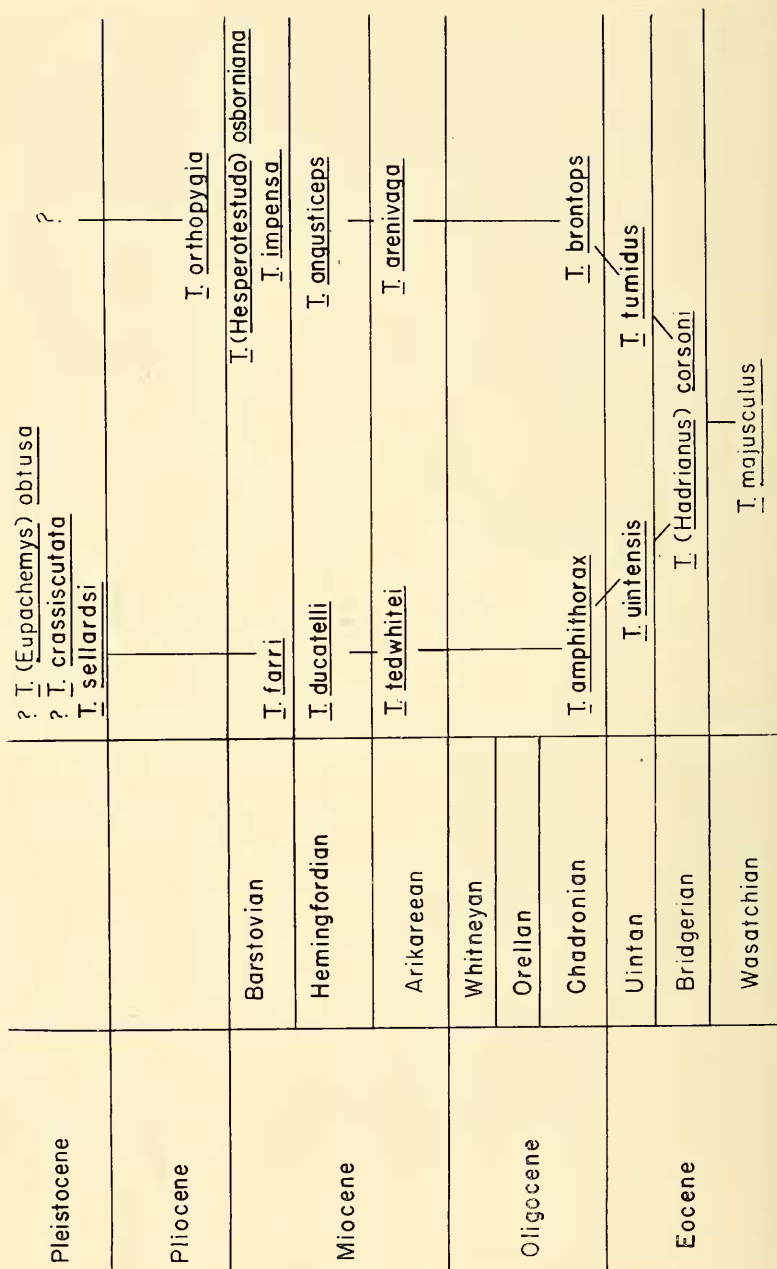 Pleistocene
? T. (Eupachemys) obtusa
? T. crassiscutata
T. sellardsi
?
Pliocene
T. orthopygia
Miocene
Barstovian
T. farri
T. (Hesperotestudo) osborniana
T. impensa
Hemingfordian
T. ducatelli
T. angusticeps
Arikareean
T. tedwhitei
T. arenivaga
Oligocene
Whitneyan
Orellan
Chadronian
T. amphithorax
T. brontops
Eocene
Uintan
T. uintensis
T. tumidus
Bridgerian
T. (Hadrianus) corsoni
Wasatchian
T. majusculus